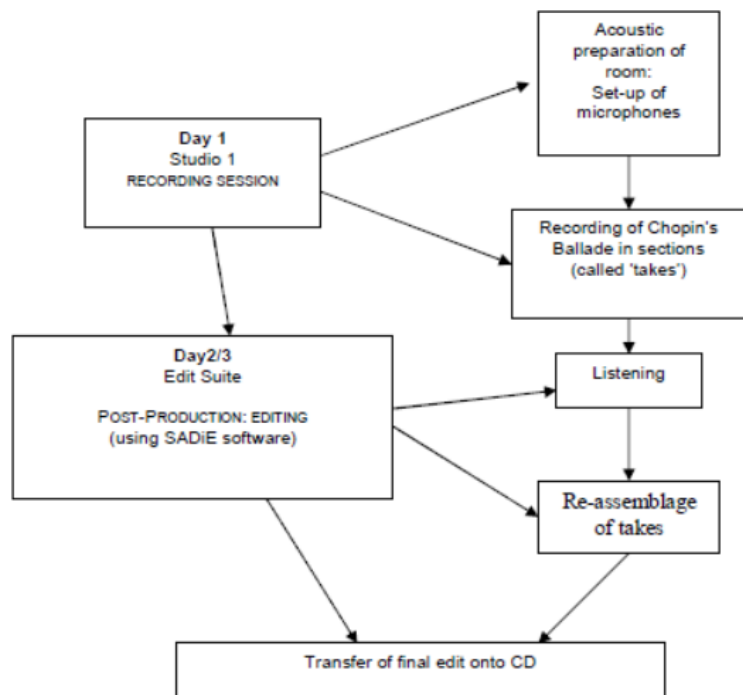 Acoustic
preparation of
room:
Set-up of
microphones
Day 1
Studio 1
RECORDING SESSION
Recording of Chopin's
Ballade in sections
(called 'takes')
Day2/3
Edit Suite
POST-PRODUCTION: EDITING
(using SADiE software)
Listening
Re-assemblage
of takes
Transfer of final edit onto CD